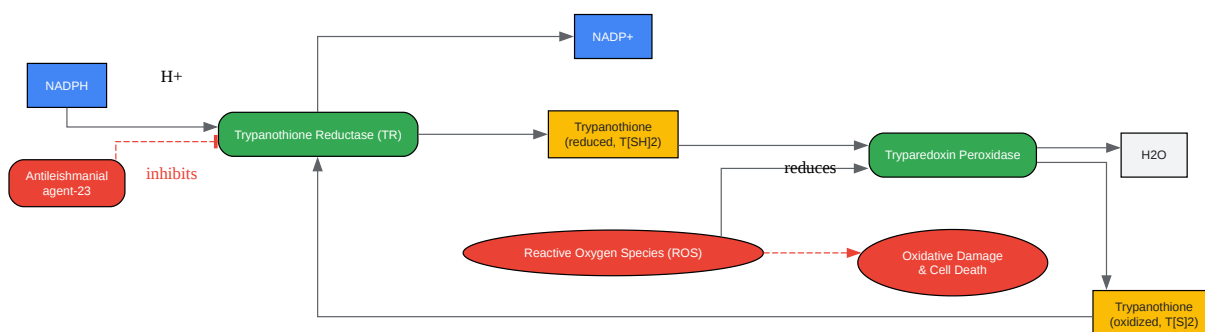 NADP+
H+
NADPH
Trypanothione Reductase (TR)
Trypanothione
(reduced, T[SH]2)
Tryparedoxin Peroxidase
H2O
Antileishmanial
agent-23
inhibits
reduces
Reactive Oxygen Species (ROS)
Oxidative Damage
& Cell Death
Trypanothione
(oxidized, T[S]2)